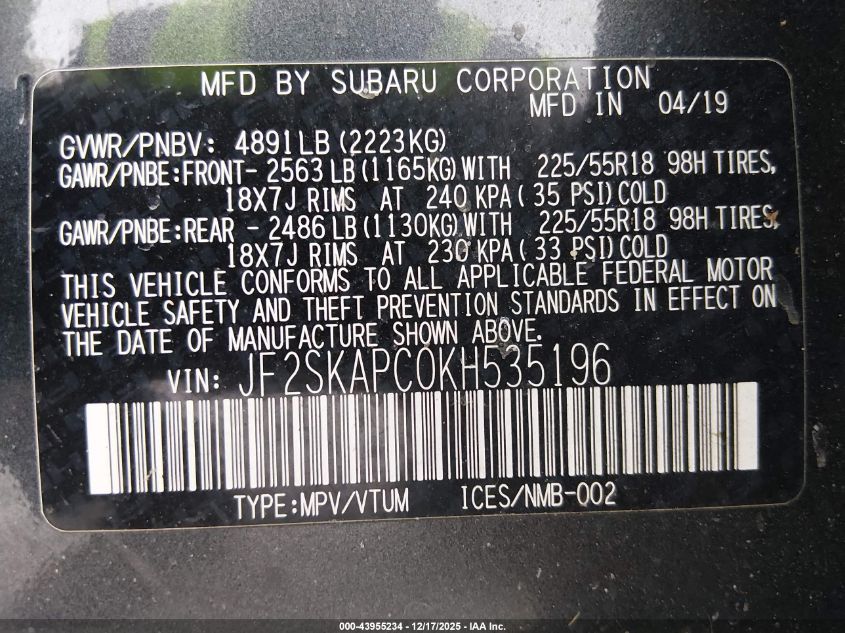 MFD BY SUBARU CORPORATION
MFD IN 04/19
GVWR/PNBV: 4891LB (2223KG)
GAWR/PNBE:FRONT- 2563 LB (1165KG) WITH 225/55R18 98H TIRES,
18X7J RIMS AT 240 KPA ( 35 PSI) COLD
GAWR/PNBE:REAR - 2486 LB (1130KG) WITH 225/55R18 98H TIRES,
18X7J RIMS AT 230 KPA ( 33 PSI) COLD
THIS VEHICLE CONFORMS TO ALL APPLICABLE FEDERAL MOTOR
VEHICLE SAFETY AND THEFT PREVENTION STANDARDS IN EFFECT ON
THE DATE OF MANUFACTURE SHOWN ABOVE.
VIN: JF2SKAPC0KH535196
TYPE:MPV/VTUM ICES/NMB-002
000-43955234 - 12/17/2025 - IAA Inc.